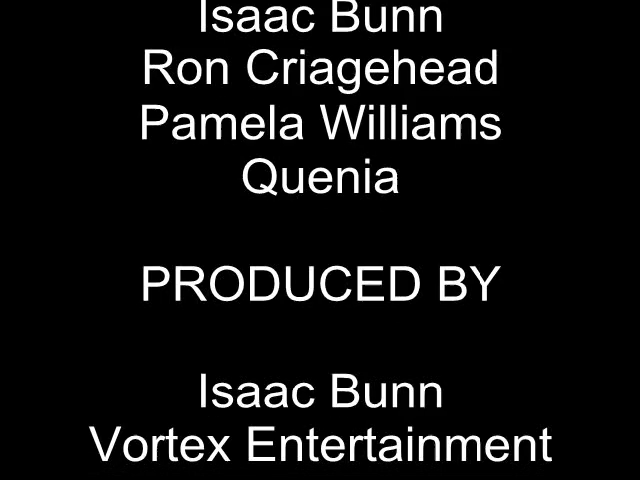 Isaac Bunn
Ron Criagehead
Pamela Williams
Quenia
PRODUCED BY
Isaac Bunn
Vortex Entertainment